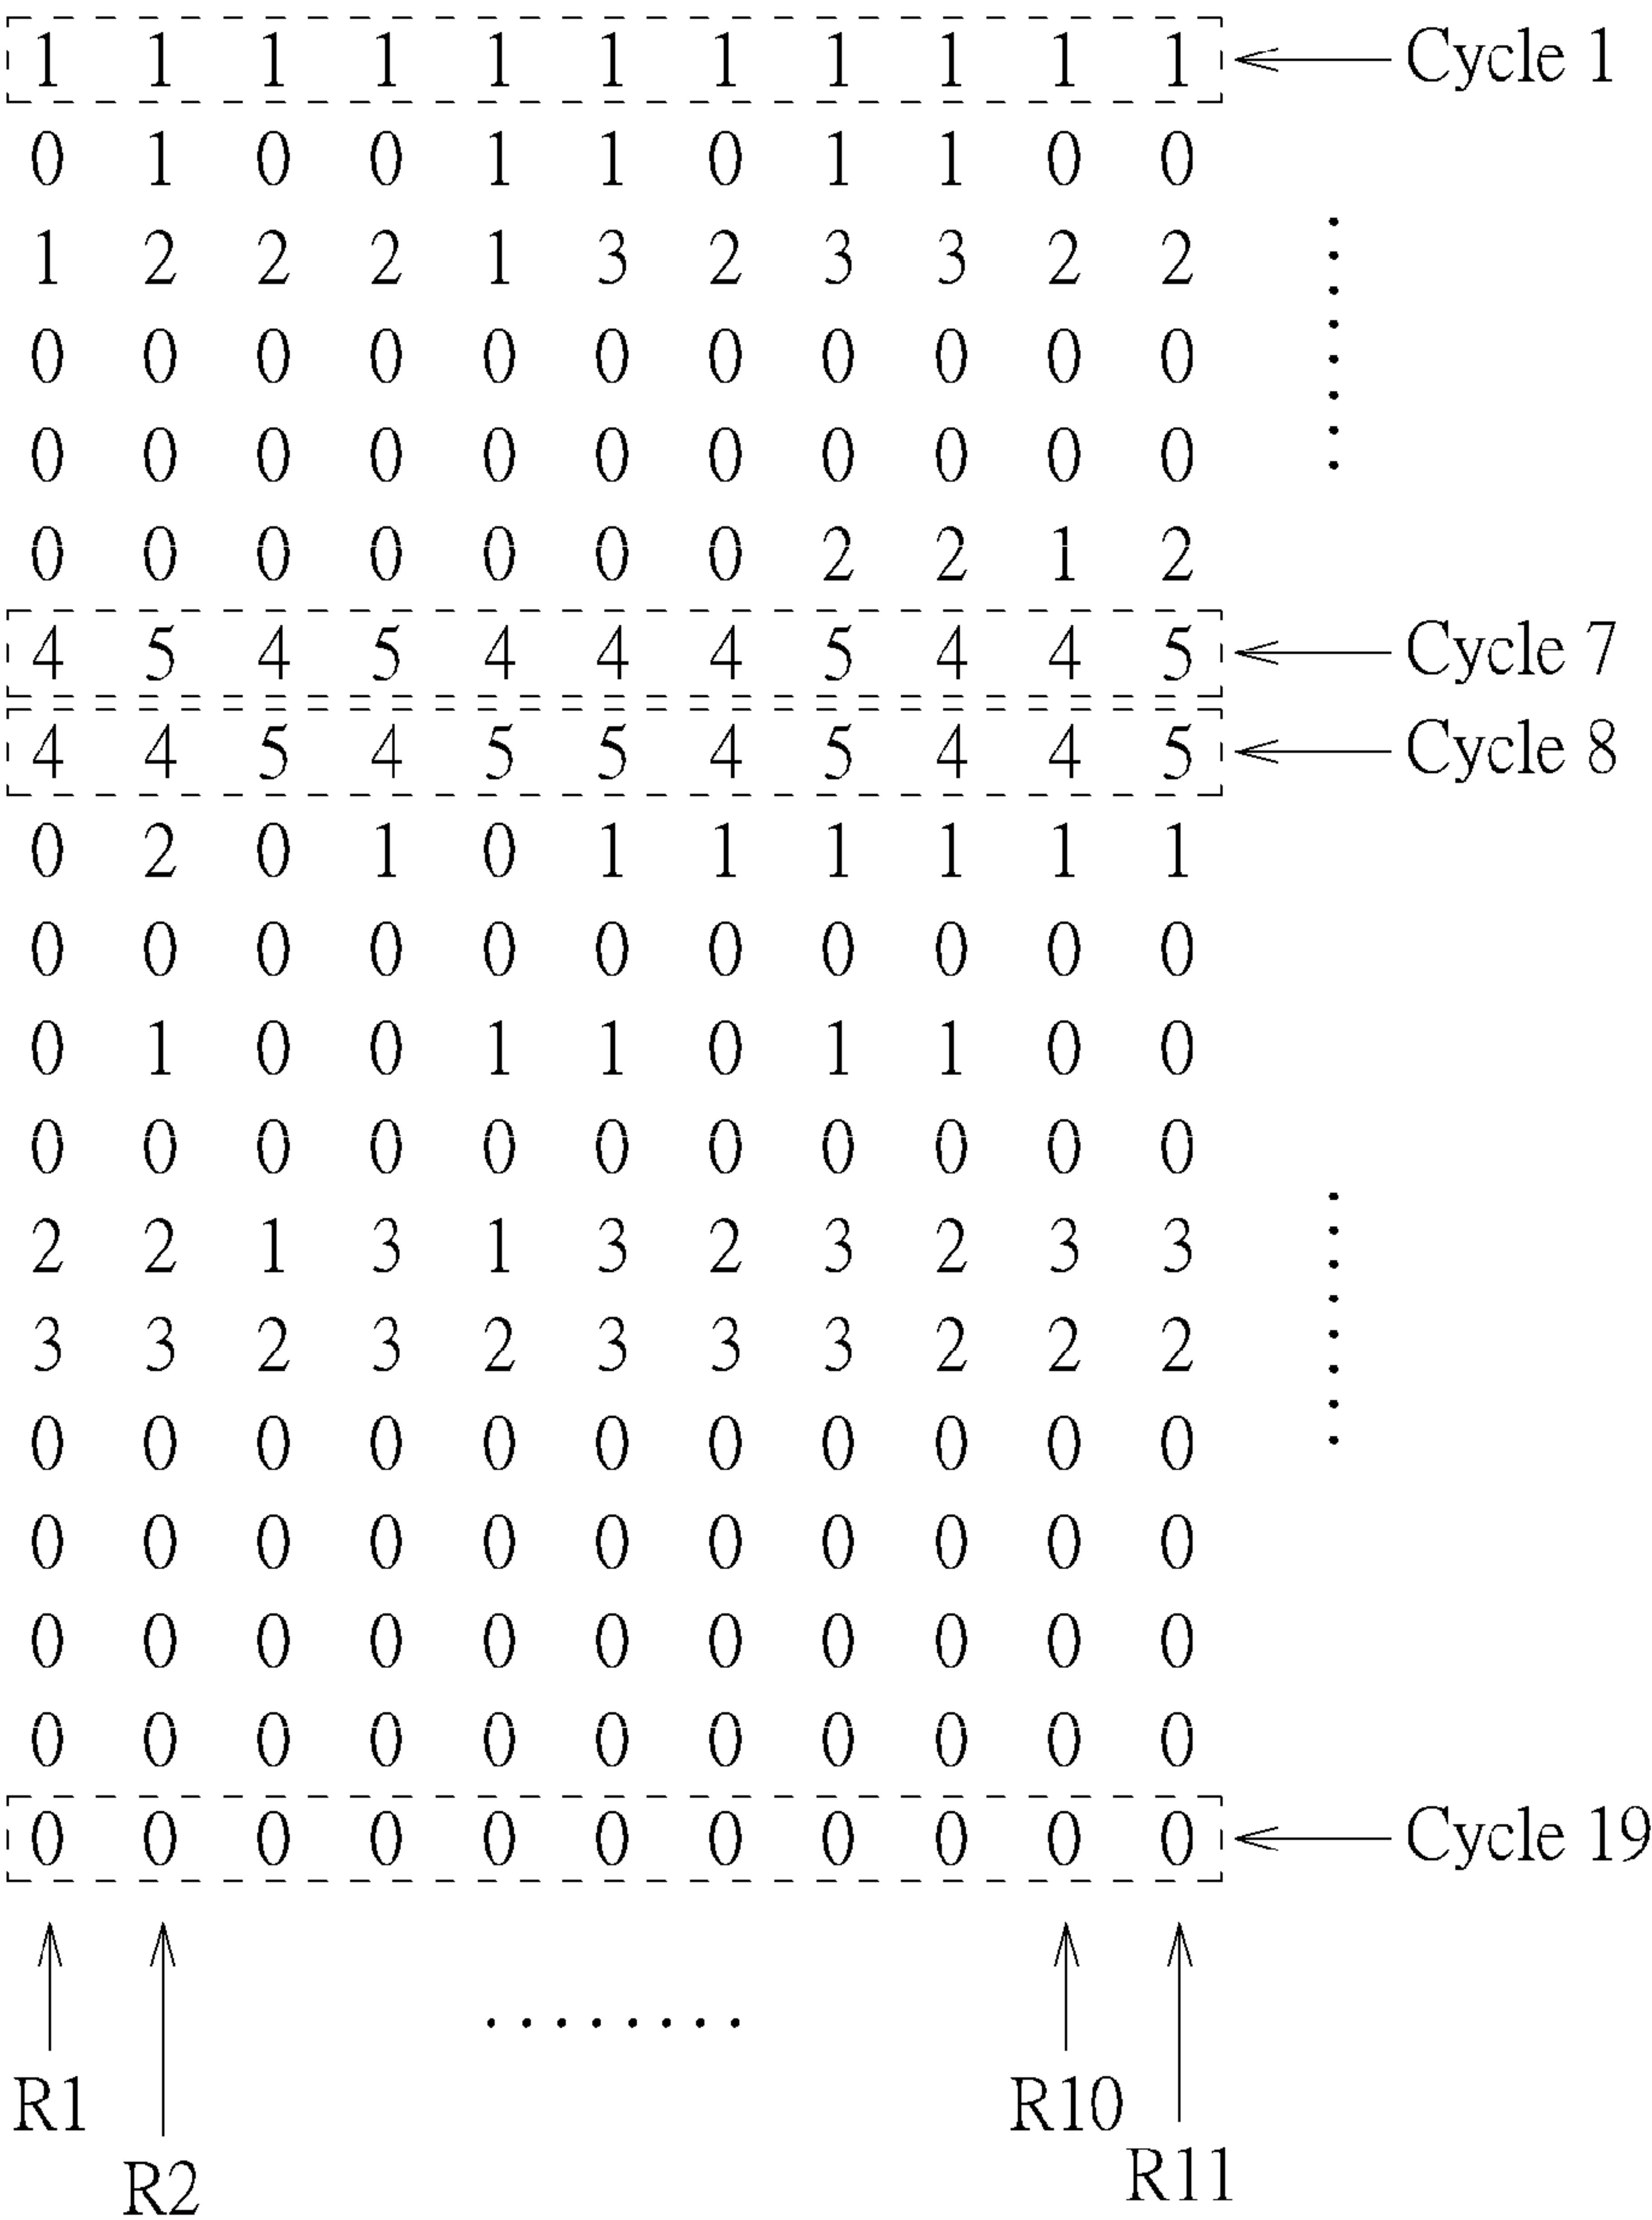 1 1 1 1 1 1 1 1 1 1 1 Cycle 1
0 1 0 0 1 1 0 1 1 0 0
1 2 2 2 1 3 2 3 3 2 2
0 0 0 0 0 0 0 0 0 0 0
0 0 0 0 0 0 0 0 0 0 0
0 0 0 0 0 0 0 2 2 1 2
4 5 4 5 4 4 4 5 4 4 5 Cycle 7
4 4 5 4 5 5 4 5 4 4 5 Cycle 8
0 2 0 1 0 1 1 1 1 1 1
0 0 0 0 0 0 0 0 0 0 0
0 1 0 0 1 1 0 1 1 0 0
0 0 0 0 0 0 0 0 0 0 0
2 2 1 3 1 3 2 3 2 3 3
3 3 2 3 2 3 3 3 2 2 2
0 0 0 0 0 0 0 0 0 0 0
0 0 0 0 0 0 0 0 0 0 0
0 0 0 0 0 0 0 0 0 0 0
0 0 0 0 0 0 0 0 0 0 0
0 0 0 0 0 0 0 0 0 0 0 Cycle 19
R1 R10
R2 R11